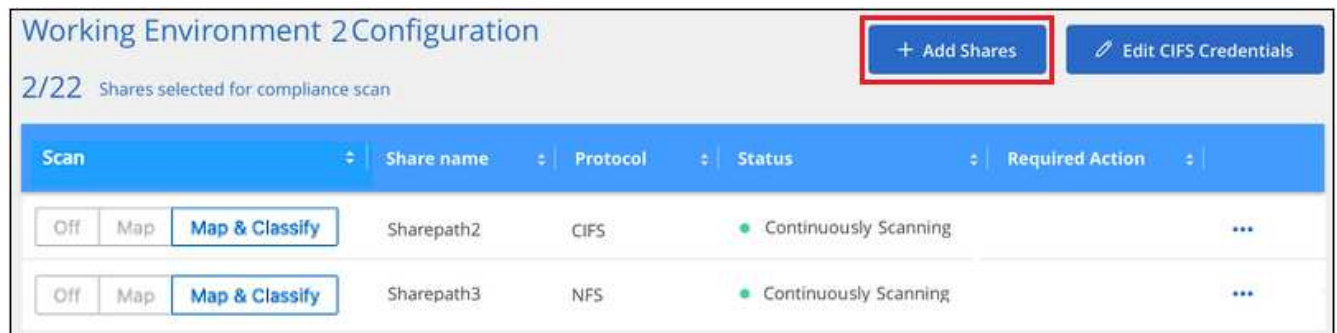 Working Environment 2 Configuration
+ Add Shares
Edit CIFS Credentials
2/22 Shares selected for compliance scan
Scan Share name Protocol Status Required Action
Off Map Map & Classify Sharepath2 CIFS Continuously Scanning ...
Off Map Map & Classify Sharepath3 NFS Continuously Scanning ...